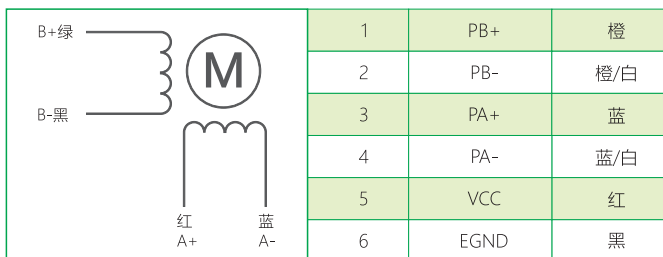 B+绿
B-黑
M
红 蓝
A+ A-
1 PB+ 橙
2 PB- 橙/白
3 PA+ 蓝
4 PA- 蓝/白
5 VCC 红
6 EGND 黑